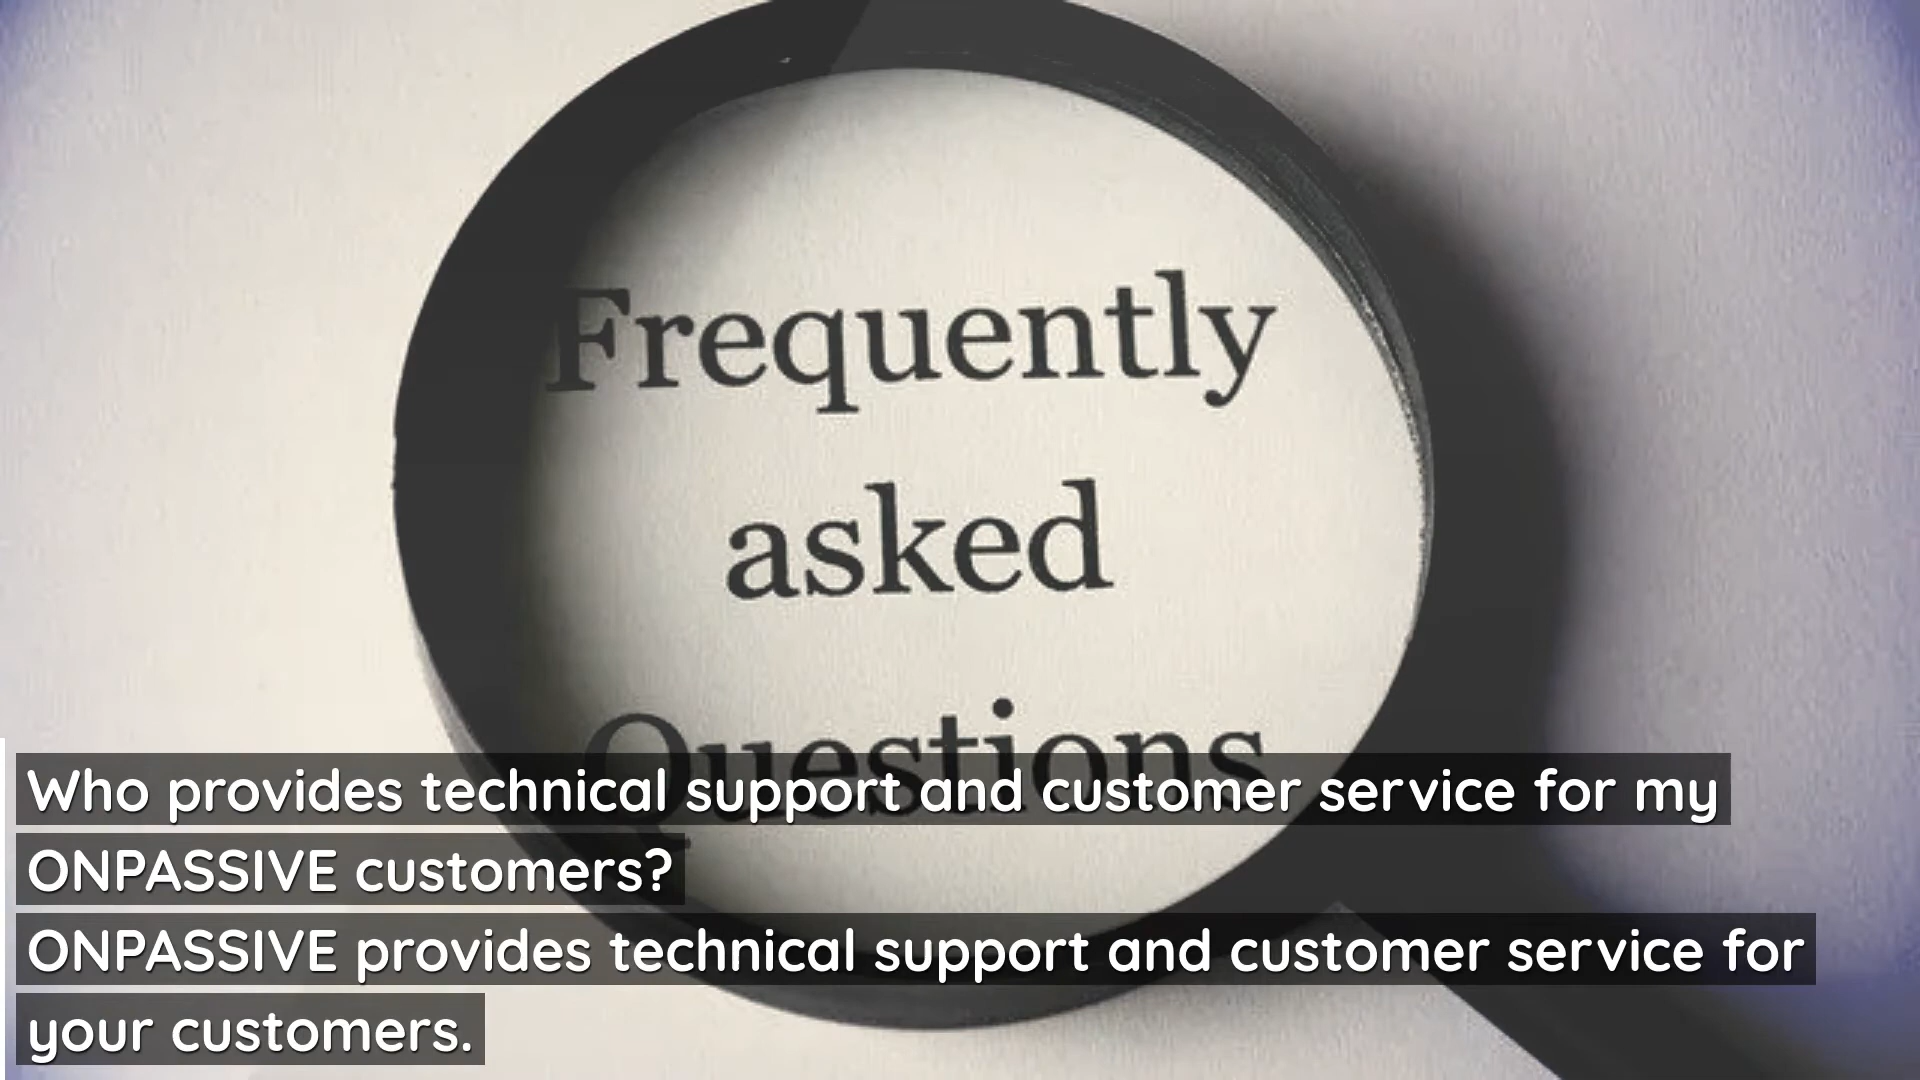 Frequently
asked
Questions
Who provides technical support and customer service for my
ONPASSIVE customers?
ONPASSIVE provides technical support and customer service for
your customers.